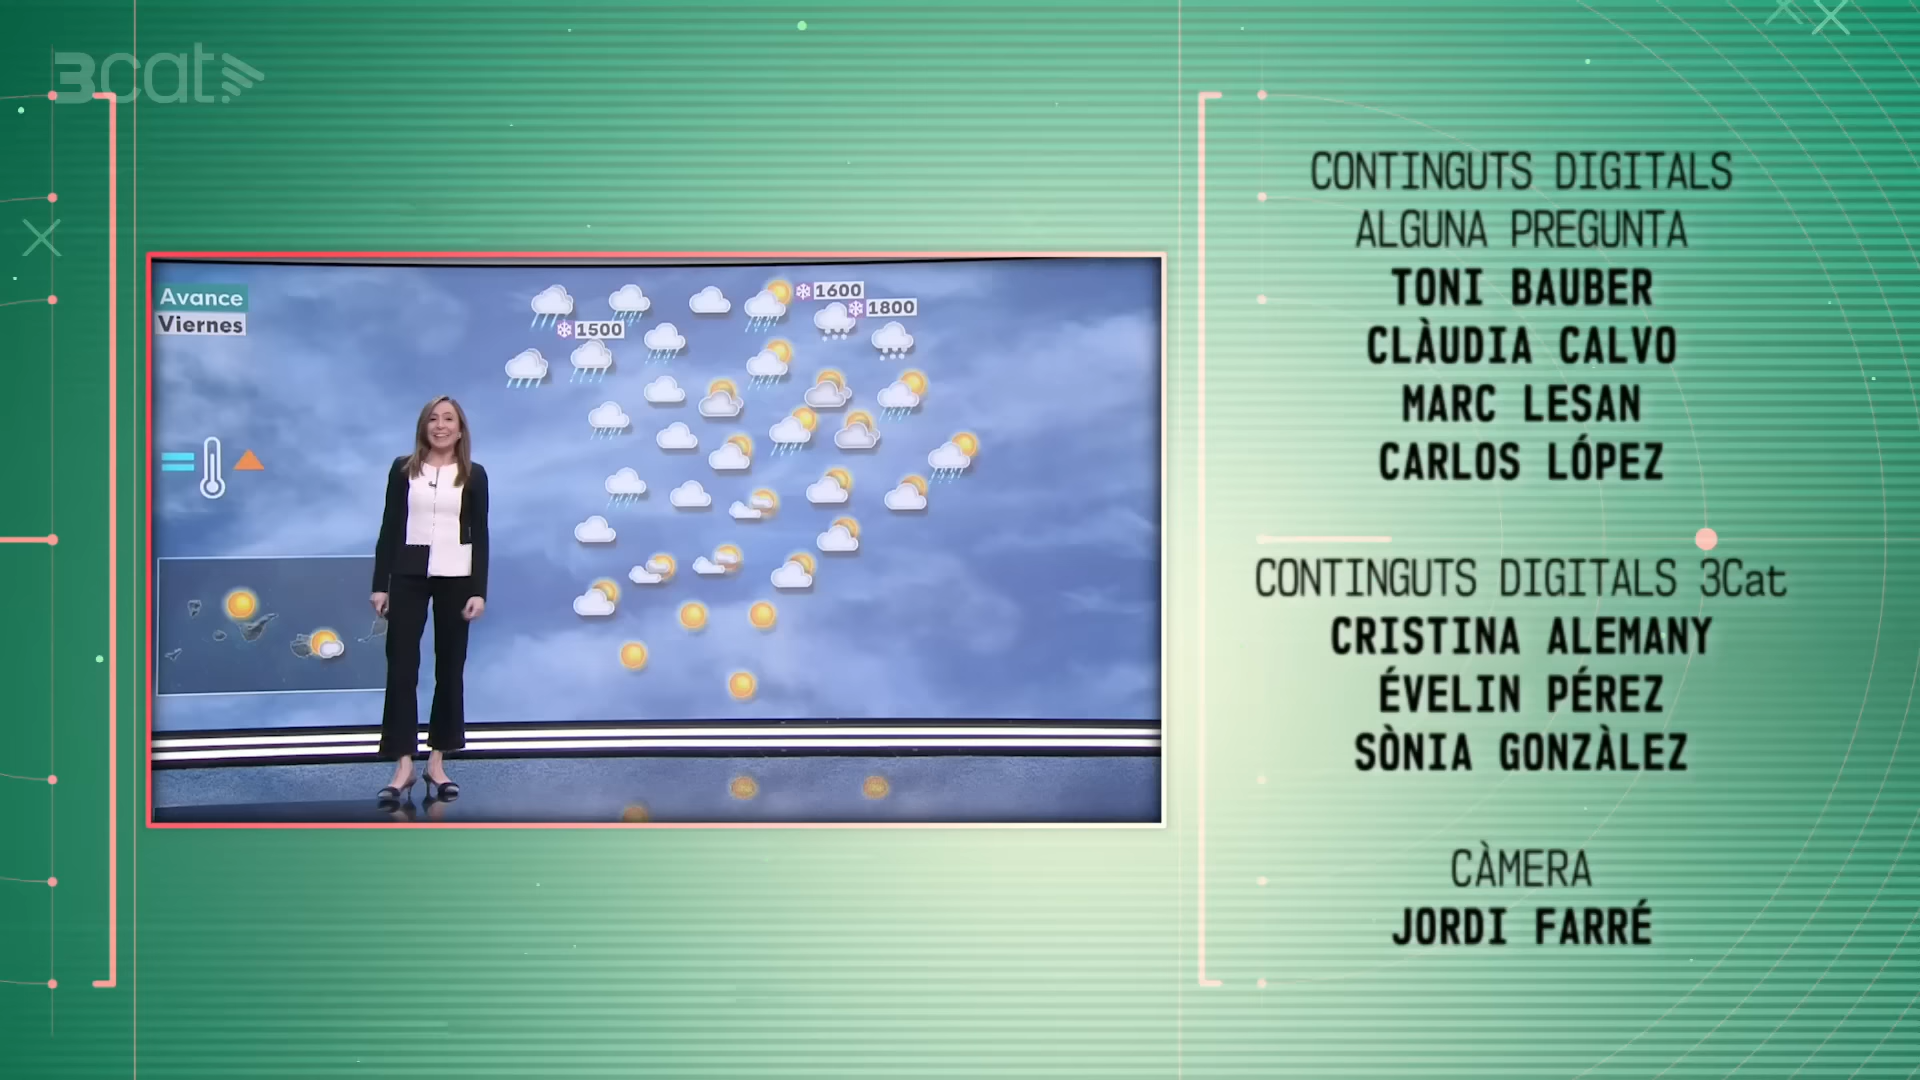 3cat
Avance
Viernes
1500
1600
1800
CONTINGUTS DIGITALS
ALGUNA PREGUNTA
TONI BAUBER
CLÀUDIA CALVO
MARC LESAN
CARLOS LÓPEZ
CONTINGUTS DIGITALS 3Cat
CRISTINA ALEMANY
ÉVELIN PÉREZ
SÒNIA GONZÀLEZ
CÀMERA
JORDI FARRÉ